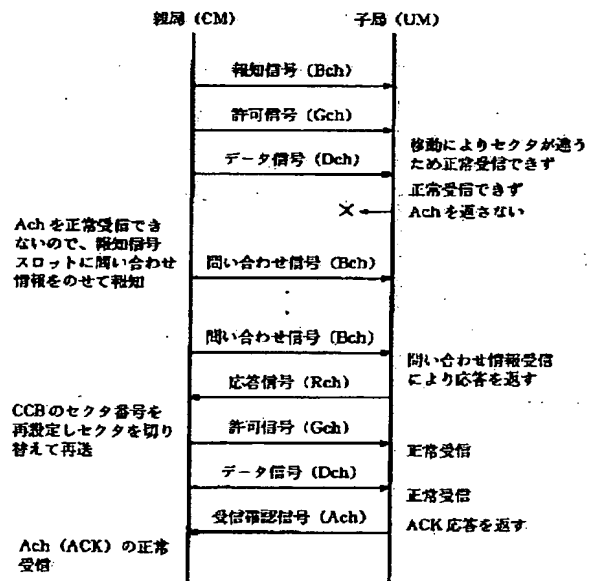 親局 (CM)
子局 (UM)
報知信号 (Bch)
許可信号 (Gch)
データ信号 (Dch)
移動によりセクタが違う
ため正常受信できず
正常受信できず
Achを返さない
Achを正常受信でき
ないので、報知信号
スロットに問い合わせ
情報をのせて報知
問い合わせ信号 (Bch)
問い合わせ信号 (Bch)
問い合わせ情報受信
により応答を返す
応答信号 (Rch)
CCBのセクタ番号を
再設定しセクタを切り
替えて再送
許可信号 (Gch)
正常受信
データ信号 (Dch)
正常受信
受信確認信号 (Ach)
ACK応答を返す
Ach (ACK) の正常
受信